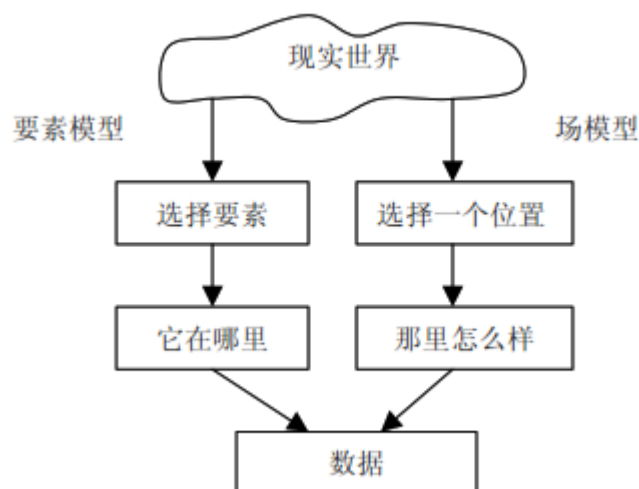 现实世界
要素模型
场模型
选择要素
选择一个位置
它在哪里
那里怎么样
数据